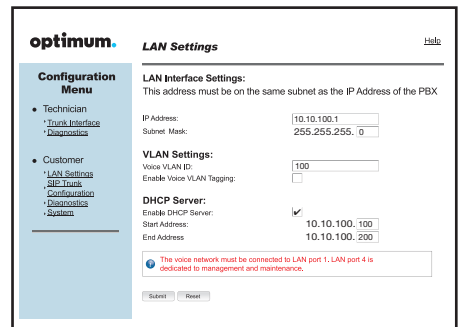 optimum.
LAN Settings
Help
Configuration
Menu
• Technician
Trunk Interface
Diagnostics
• Customer
LAN Settings
SIP Trunk
Configuration
Diagnostics
System
LAN Interface Settings:
This address must be on the same subnet as the IP Address of the PBX
IP Address: 10.10.100.1
Subnet Mask: 255.255.255. 0
VLAN Settings:
Voice VLAN ID: 100
Enable Voice VLAN Tagging:
DHCP Server:
Enable DHCP Server: ✔
Start Address: 10.10.100. 100
End Address 10.10.100. 200
? The voice network must be connected to LAN port 1. LAN port 4 is
dedicated to management and maintenance.
Submit Reset